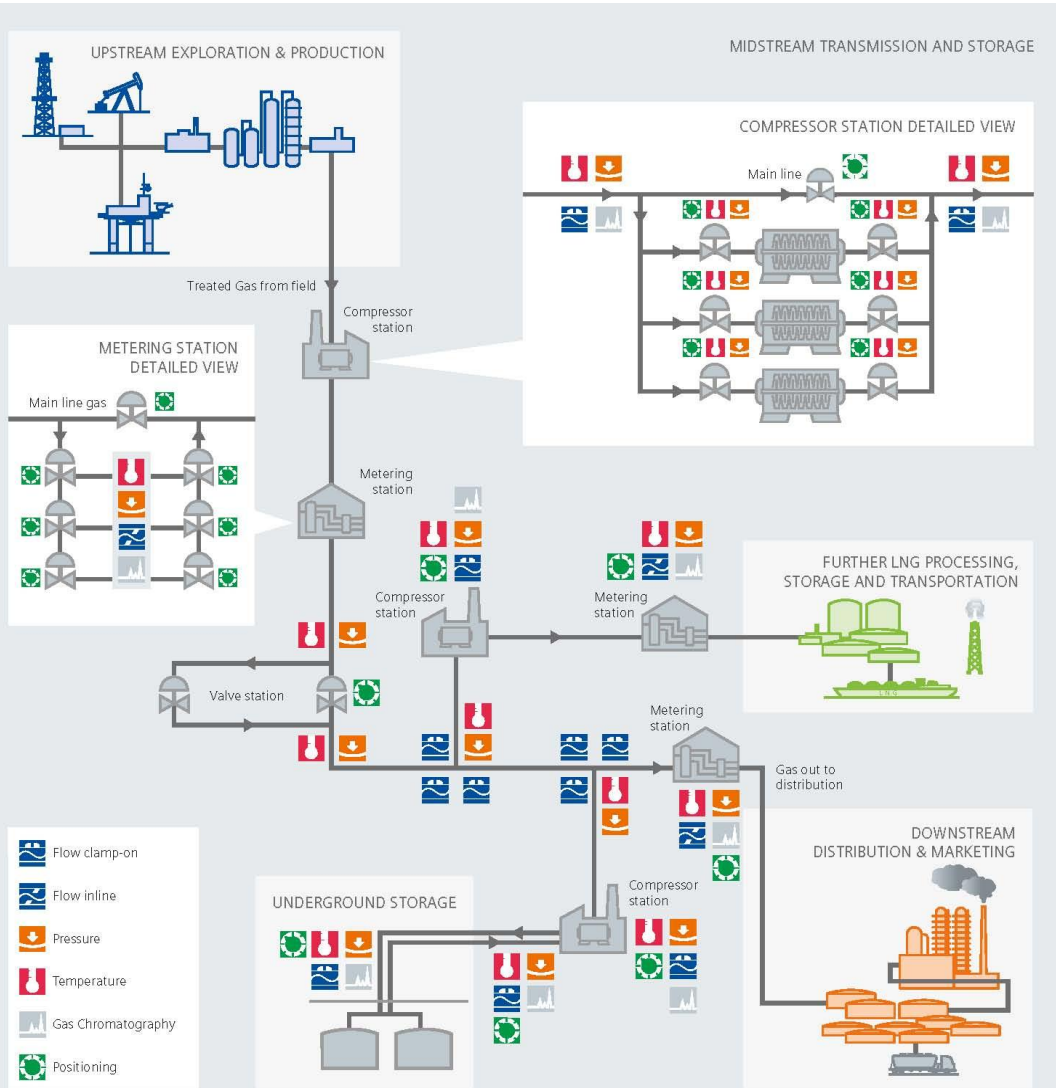 UPSTREAM EXPLORATION & PRODUCTION
MIDSTREAM TRANSMISSION AND STORAGE
COMPRESSOR STATION DETAILED VIEW
Main line
Treated Gas from field
Compressor
station
METERING STATION
DETAILED VIEW
Main line gas
Metering
station
Compressor
station
Metering
station
FURTHER LNG PROCESSING,
STORAGE AND TRANSPORTATION
LNG
Valve station
Metering
station
Gas out to
distribution
DOWNSTREAM
DISTRIBUTION & MARKETING
UNDERGROUND STORAGE
Compressor
station
Flow clamp-on
Flow inline
Pressure
Temperature
Gas Chromatography
Positioning